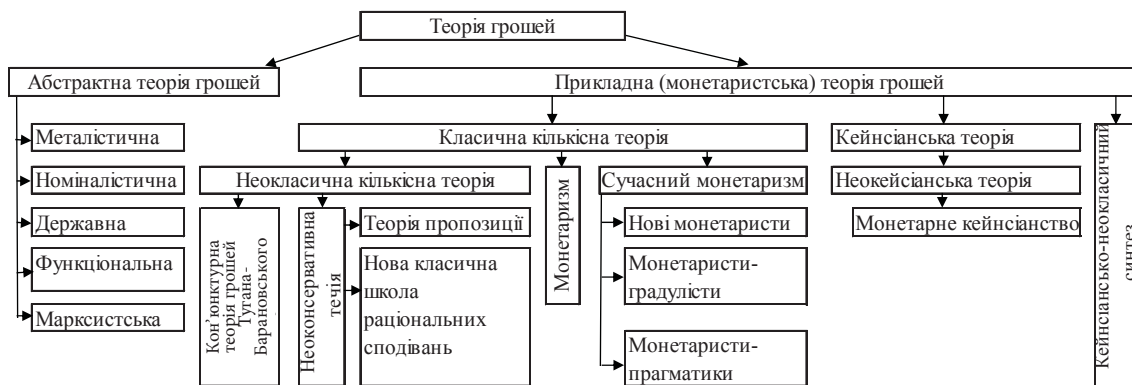 Теорія грошей
Абстрактна теорія грошей
Прикладна (монетаристська) теорія грошей
Металістична
Номіналістична
Державна
Функціональна
Марксистська
Класична кількісна теорія
Неокласична кількісна теорія
Кон’юнктурна
теорія грошей
Тугана-
Барановського
Неоконсервативна
течія
Теорія пропозиції
Нова класична
школа
раціональних
сподівань
Монетаризм
Сучасний монетаризм
Нові монетаристи
Монетаристи-
градулісти
Монетаристи-
прагматики
Кейнсіанська теорія
Неокейсіанська теорія
Монетарне кейнсіанство
Кейнсіансько-неокласичний
синтез